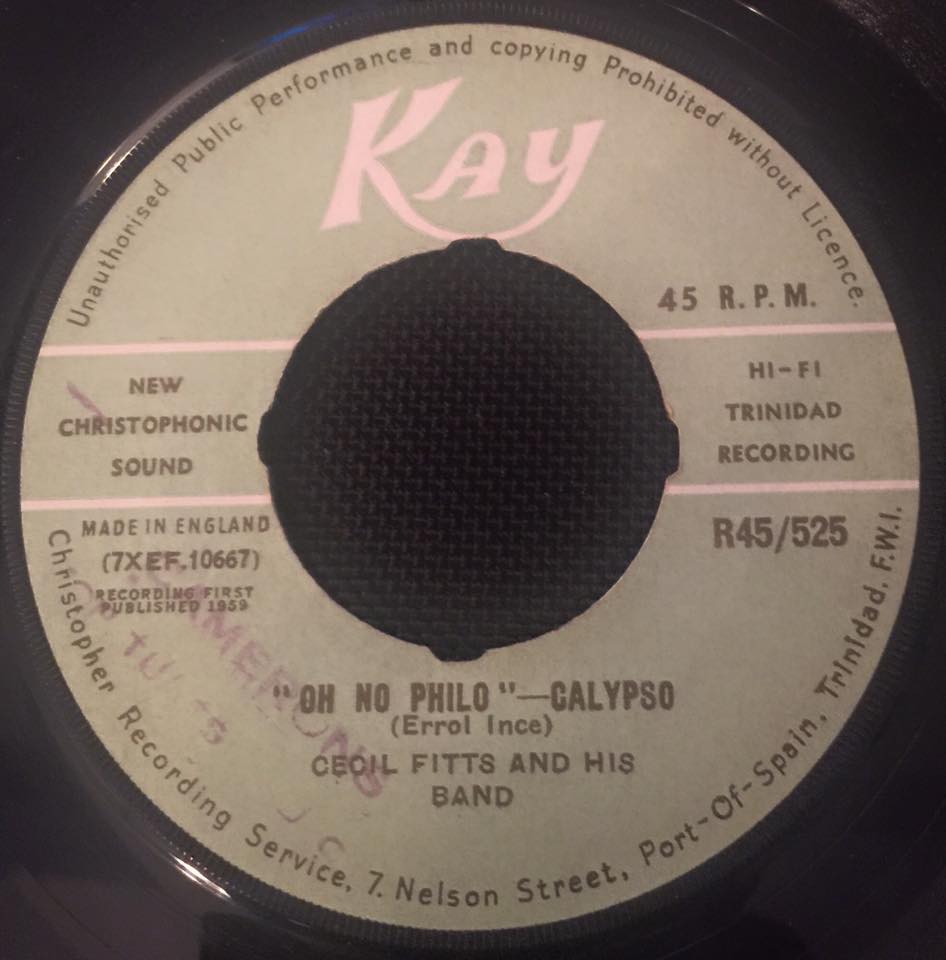 Unauthorised Public Performance and copying Prohibited without Licence.
Kay
45 R.P.M.
NEW
CHRISTOPHONIC
SOUND
HI-FI
TRINIDAD
RECORDING
MADE IN ENGLAND
(7XEF.10667)
RECORDING FIRST
PUBLISHED 1959
R45/525
"OH NO PHILO"—CALYPSO
(Errol Ince)
CECIL FITTS AND HIS
BAND
Christopher Recording Service, 7. Nelson Street, Port-Of-Spain, Trinidad. F.W.I.
CAMERONS